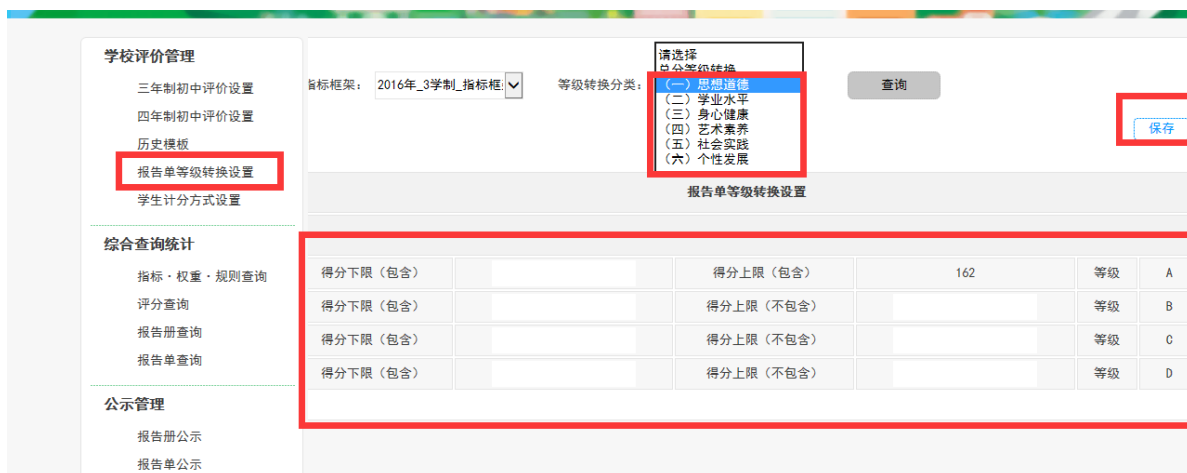 学校评价管理
三年制初中评价设置
四年制初中评价设置
历史模板
报告单等级转换设置
学生计分方式设置
综合查询统计
指标·权重·规则查询
评分查询
报告册查询
报告单查询
公示管理
报告册公示
报告单公示
指标框架： 2016年_3学制_指标框 等级转换分类：
请选择
总分等级转换
（一）思想道德
（二）学业水平
（三）身心健康
（四）艺术素养
（五）社会实践
（六）个性发展
查询
保存
报告单等级转换设置
得分下限（包含） 得分上限（包含） 162 等级 A
得分下限（包含） 得分上限（不包含） 等级 B
得分下限（包含） 得分上限（不包含） 等级 C
得分下限（包含） 得分上限（不包含） 等级 D